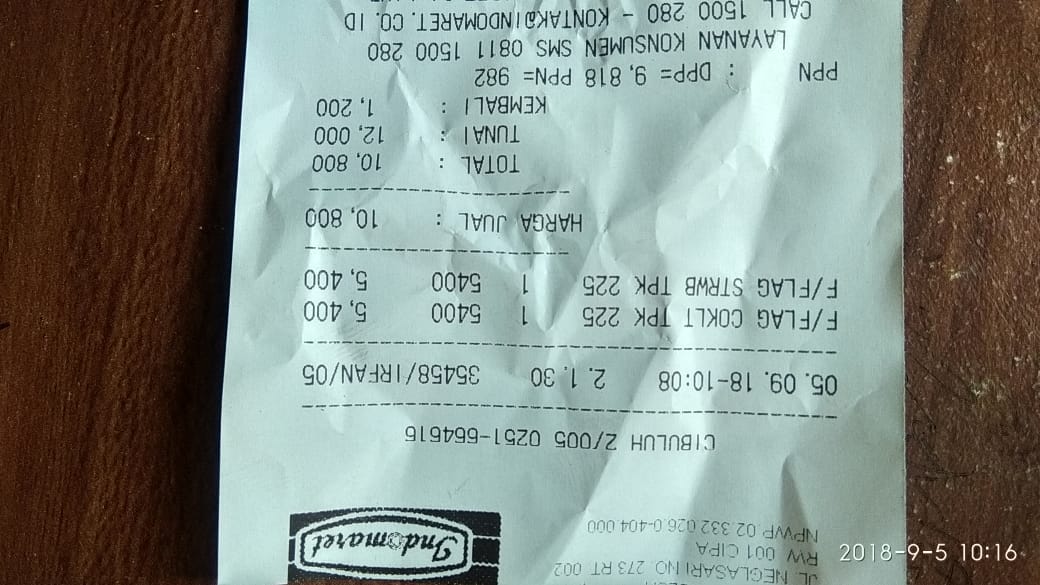 JL. NEGLASARI NO. 273 RT. 002
RW. 001 CIPA
NPWP.02.332.026.0-404.000
Indomaret
2018-9-5 10:16
CIBULUH 2/005 0251-664616
05.09.18-10:08 2.1.30 35458/IRFAN/05
F/FLAG COKLT TPK 225 1 5400 5,400
F/FLAG STRWB TPK 225 1 5400 5,400
HARGA JUAL : 10,800
TOTAL : 10,800
TUNAI : 12,000
KEMBALI : 1,200
PPN : DPP= 9,818 PPN= 982
LAYANAN KONSUMEN SMS 0811 1500 280
CALL 1500 280 - KONTAK@INDOMARET.CO.ID